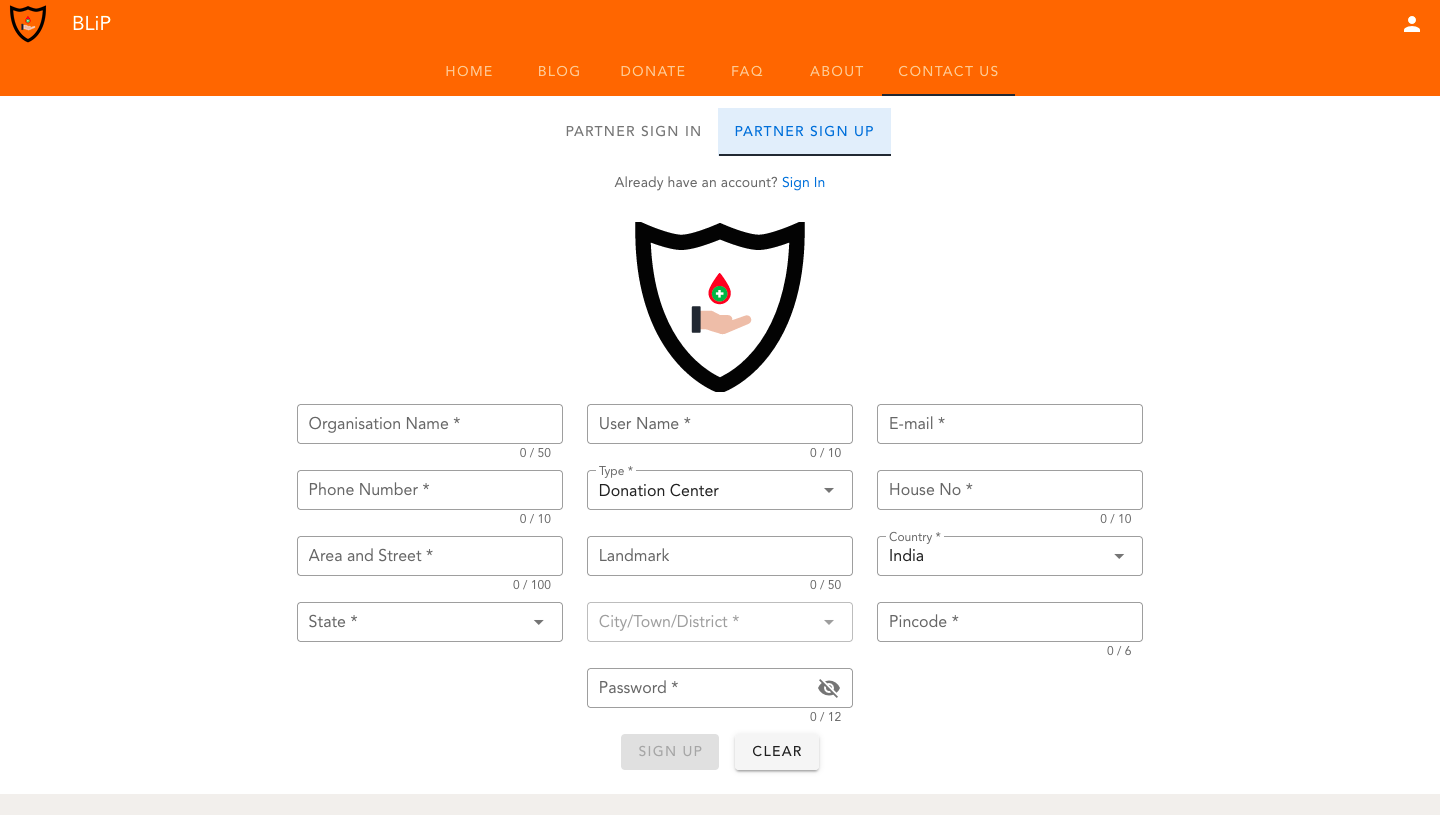 BLiP
HOME BLOG DONATE FAQ ABOUT CONTACT US
PARTNER SIGN IN PARTNER SIGN UP
Already have an account? Sign In
Organisation Name * User Name * E-mail *
0 / 50 0 / 10
Type *
Phone Number * Donation Center House No *
0 / 10 0 / 10
Country *
Area and Street * Landmark India
0 / 100 0 / 50
State * City/Town/District * Pincode *
0 / 6
Password *
0 / 12
SIGN UP CLEAR